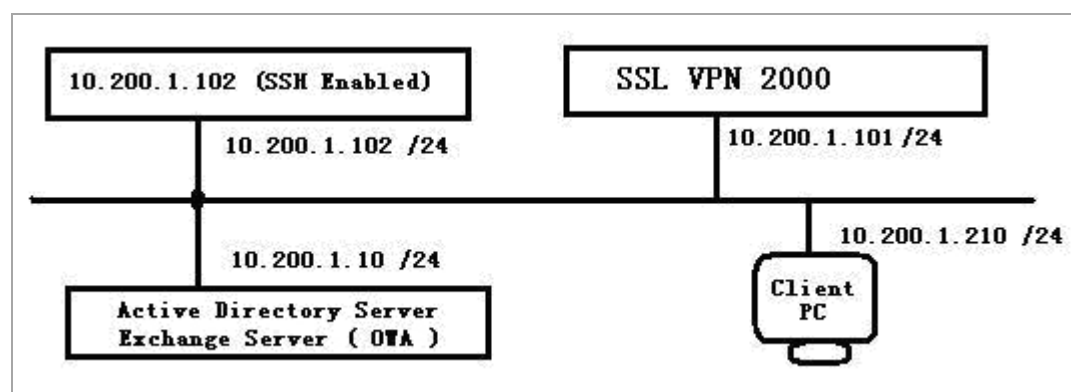 10.200.1.102 (SSH Enabled)
SSL VPN 2000
10.200.1.102 /24
10.200.1.101 /24
10.200.1.210 /24
10.200.1.10 /24
Active Directory Server
Exchange Server ( OWA )
Client
PC